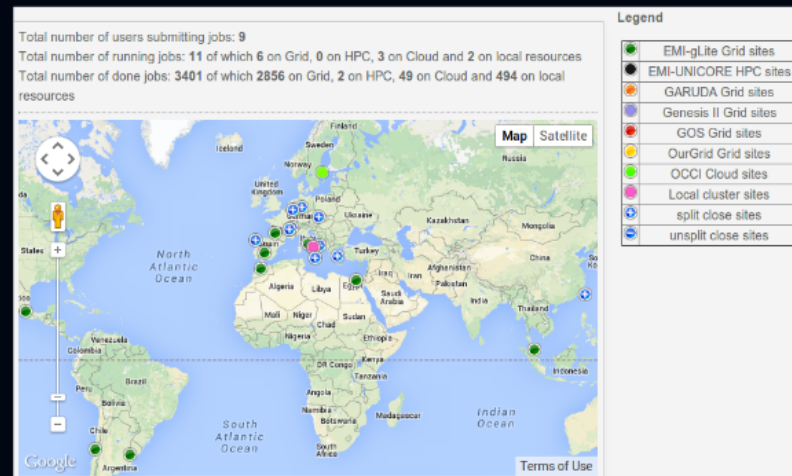 Total number of users submitting jobs: 9
Total number of running jobs: 11 of which 6 on Grid, 0 on HPC, 3 on Cloud and 2 on local resources
Total number of done jobs: 3401 of which 2856 on Grid, 2 on HPC, 49 on Cloud and 494 on local
resources
Legend
EMI-gLite Grid sites
EMI-UNICORE HPC sites
GARUDA Grid sites
Genesis II Grid sites
GOS Grid sites
OurGrid Grid sites
OCCI Cloud sites
Local cluster sites
split close sites
unsplit close sites
Map Satellite
Finland
Iceland
Sweden
Norway
Russia
United
Kingdom
Poland
Ukraine
Kazakhstan
Mongolia
States
North
Atlantic
Ocean
Turkey
China
Afghanistan
Iraq
Iran
Pakistan
Algeria
Libya
Saudi
Arabia
India
Thailand
Mali
Niger
Chad
Sudan
Nigeria
Ethiopia
Venezuela
Colombia
DR Congo
Kenya
Tanzania
Indonesia
Peru
Brazil
Bolivia
Angola
Namibia
Botswana
Madagascar
Indian
Ocean
Chile
South
Atlantic
Ocean
South
Africa
Argentina
Google
Terms of Use